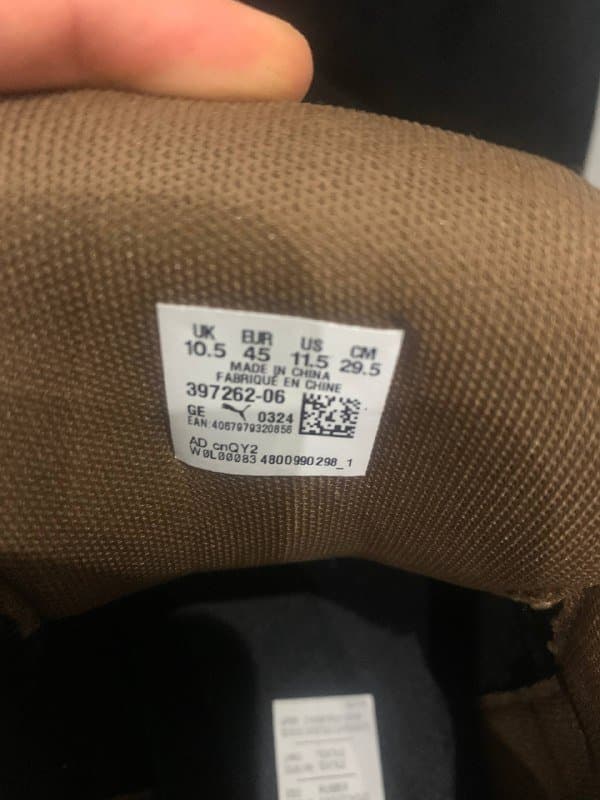 UK EUR US CM
10.5 45 11.5 29.5
MADE IN CHINA
FABRIQUÉ EN CHINE
397262-06
GE 0324
EAN: 4067979320856
AD cnQY2
W0L00083 4800990298_1